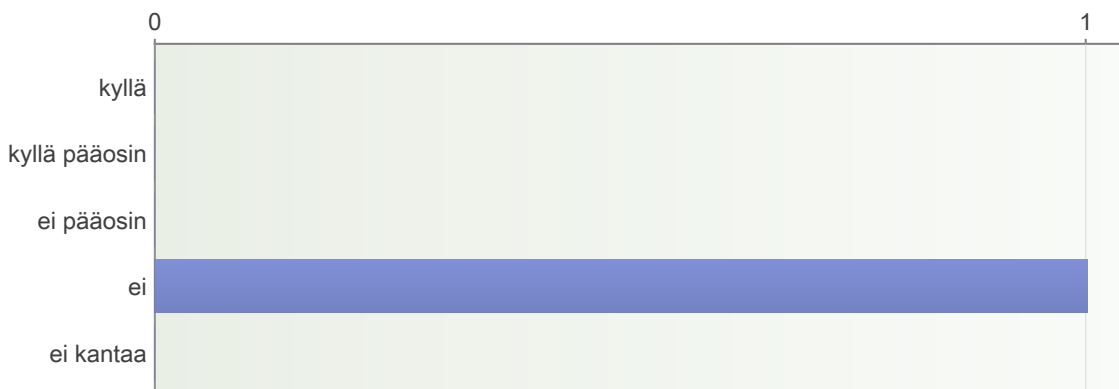 0 1
kyllä
kyllä pääosin
ei pääosin
ei
ei kantaa